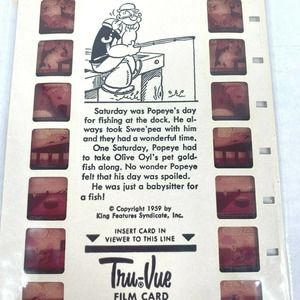 Saturday was Popeye's day
for fishing at the dock. He al-
ways took Swee'pea with him
and they had a wonderful time.
One Saturday, Popeye had
to take Olive Oyl's pet gold-
fish along. No wonder Popeye
felt that his day was spoiled.
He was just a babysitter for
a fish!
© Copyright 1959 by
King Features Syndicate, Inc.
INSERT CARD IN
VIEWER TO THIS LINE
Tru-Vue
FILM CARD